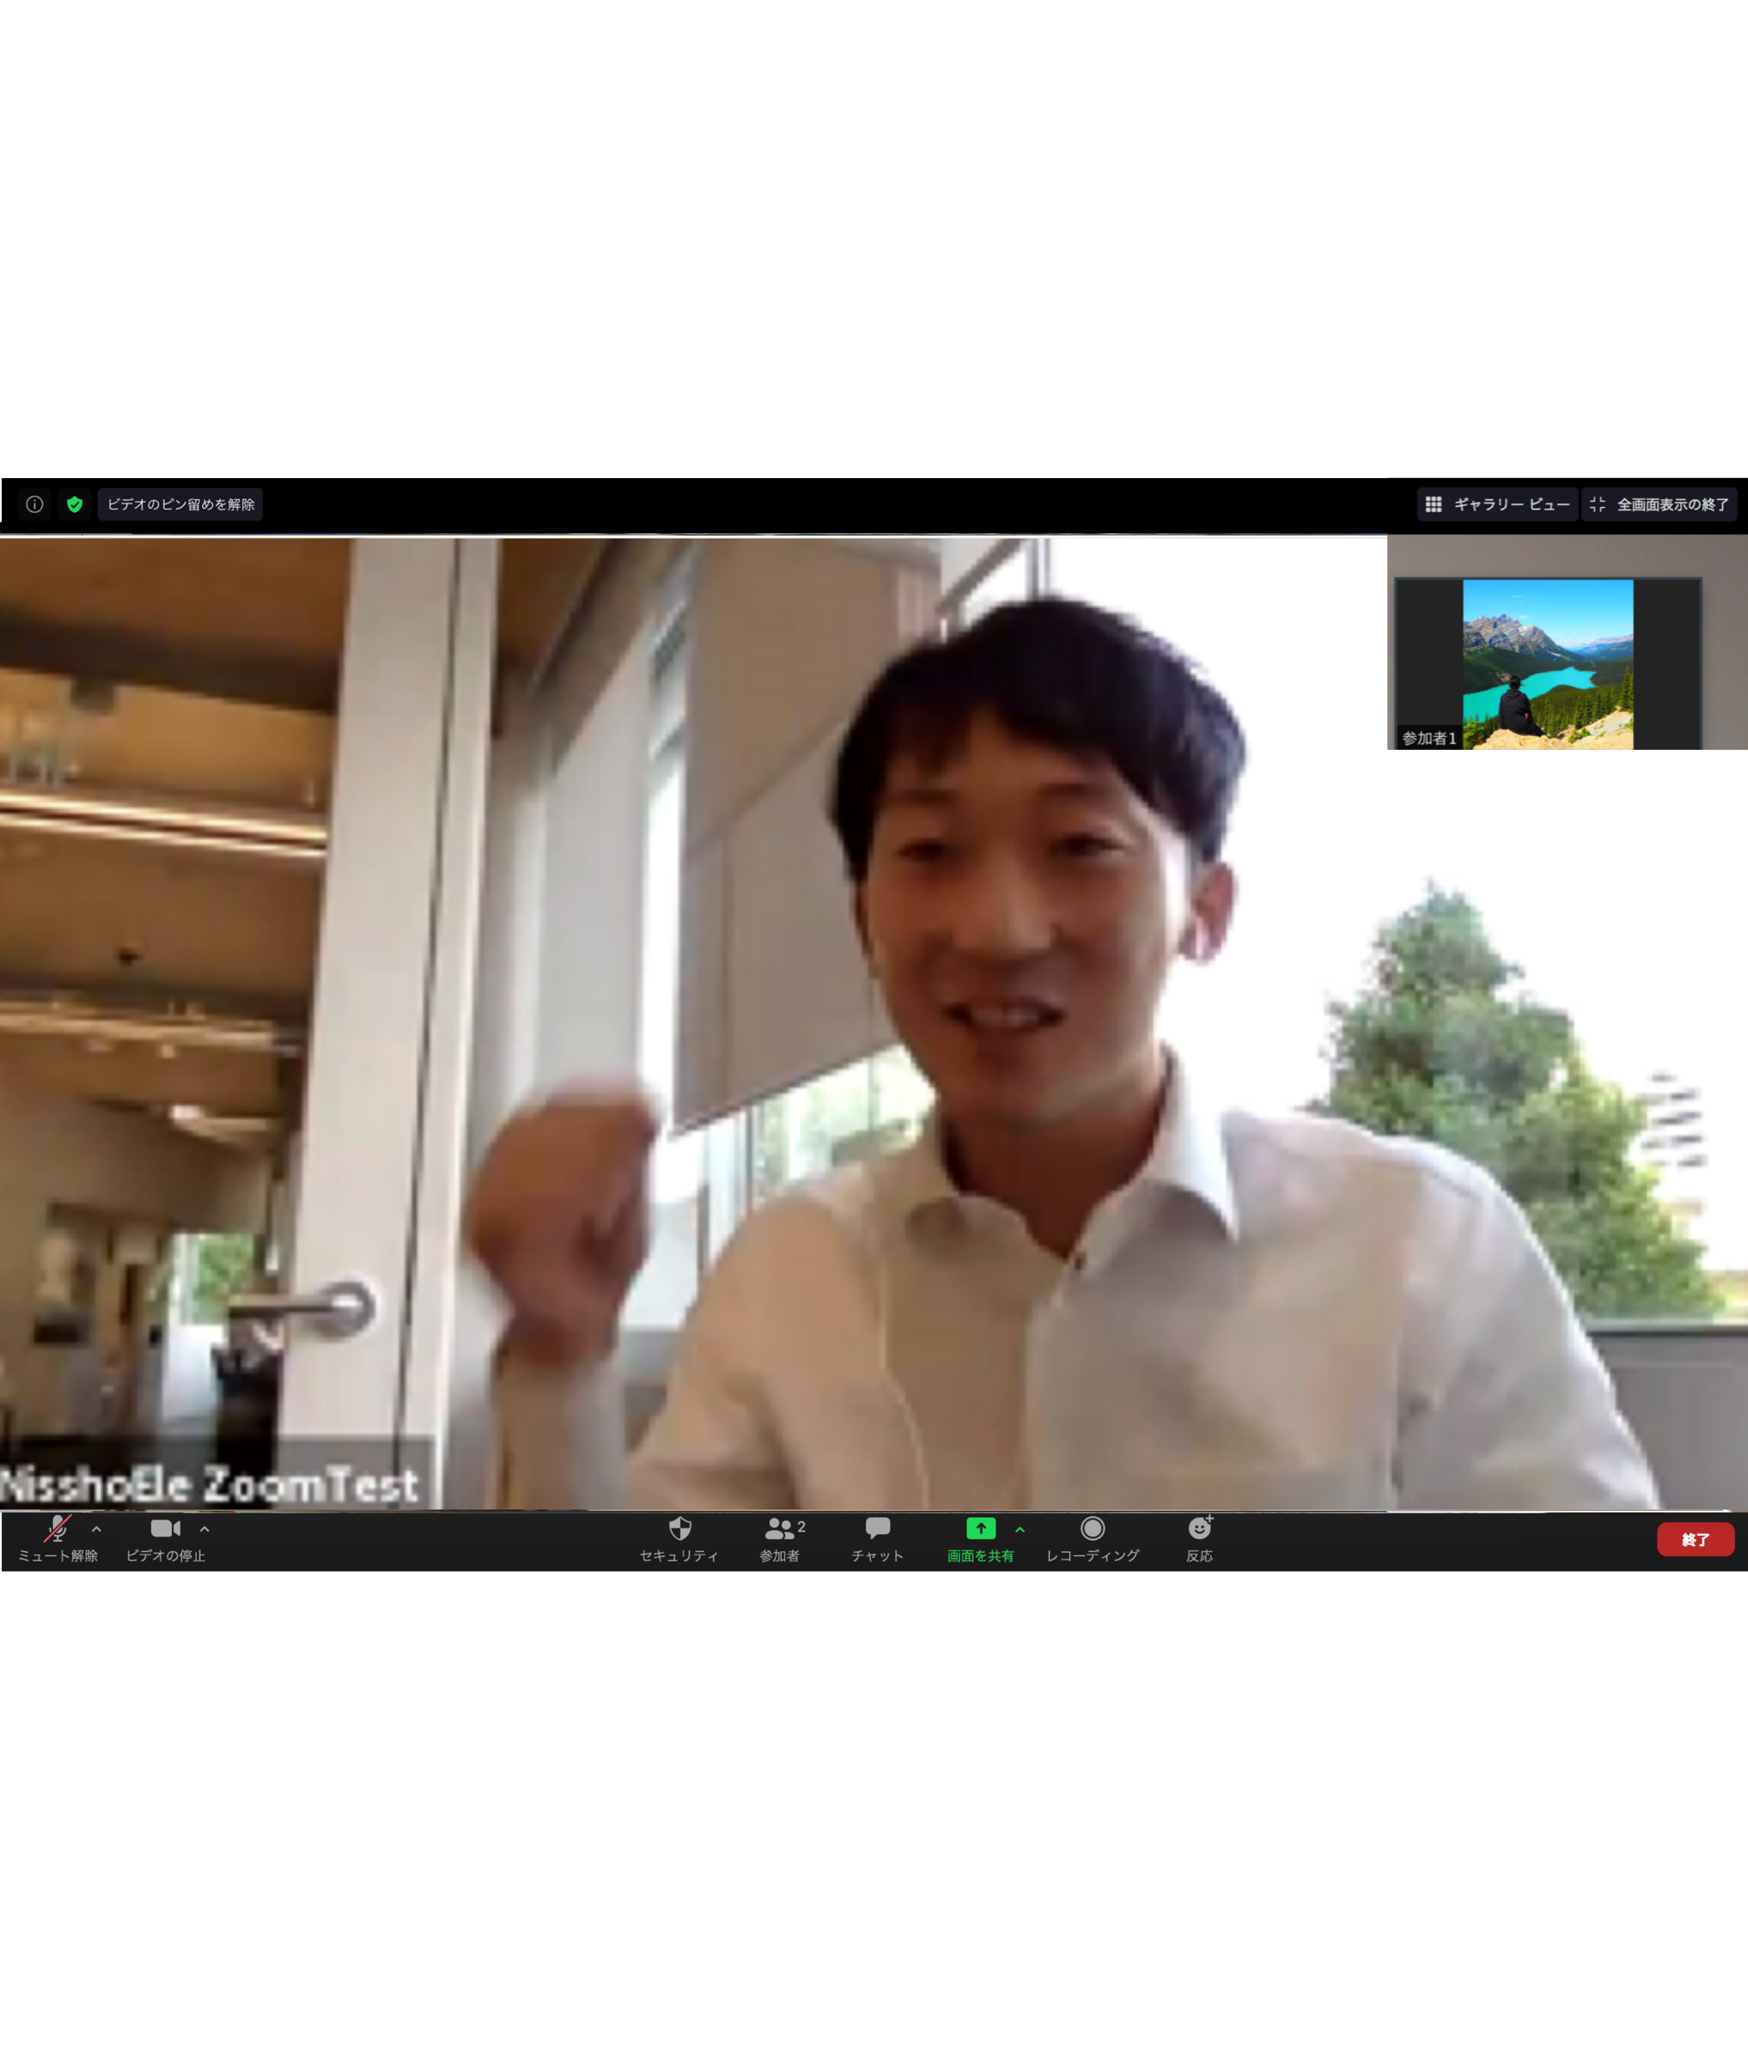 ビデオのピン留めを解除
ギャラリー ビュー
全画面表示の終了
参加者1
NisshoEle ZoomTest
ミュート解除
ビデオの停止
セキュリティ
参加者
2
チャット
画面を共有
レコーディング
反応
終了